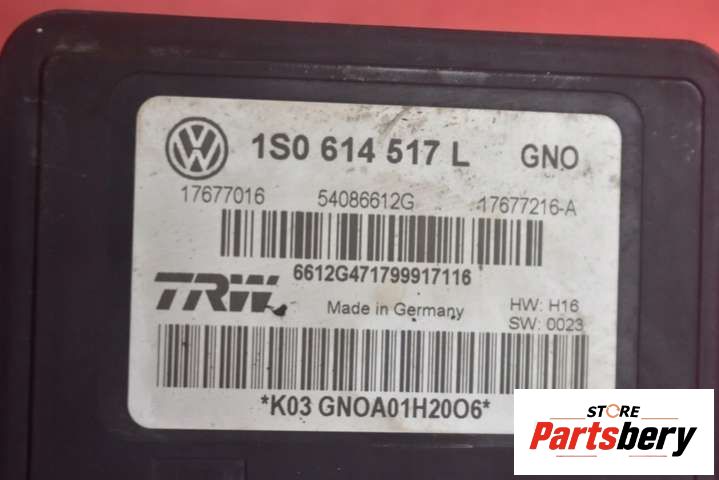 1S0 614 517 L GNO
17677016 54086612G 17677216-A
6612G471799917116
TRW Made in Germany HW: H16
SW: 0023
*K03 GNOA01H20O6*
STORE
Partsbery